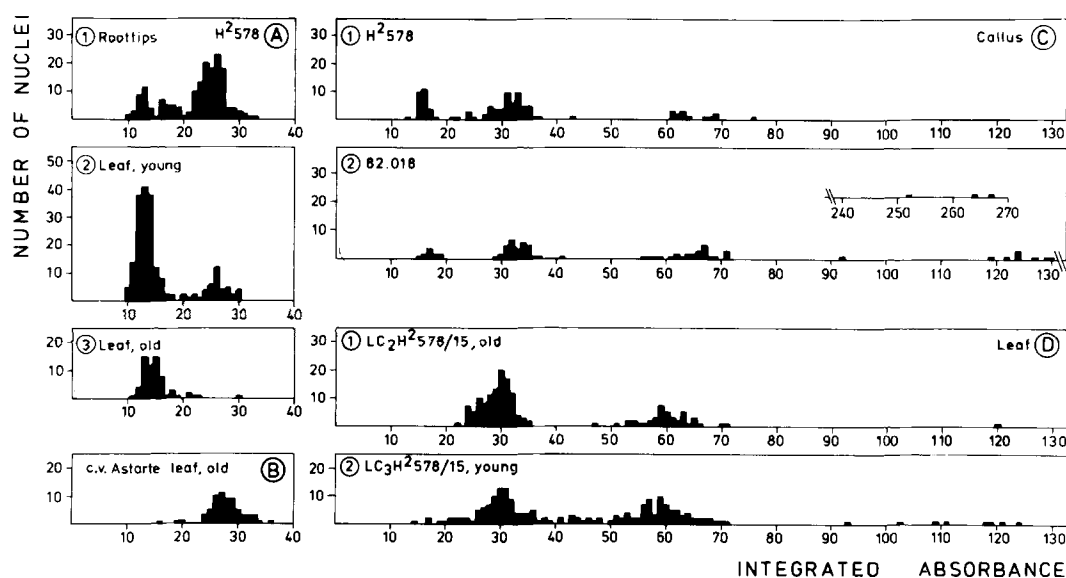 NUMBER OF NUCLEI
① Roottips H²578 Ⓐ
30
20
10
10 20 30 40
② Leaf, young
50
40
30
20
10
10 20 30 40
③ Leaf, old
20
10
10 20 30 40
c.v. Astarte leaf, old Ⓑ
20
10
10 20 30 40
① H²578 Callus Ⓒ
30
20
10
10 20 30 40 50 60 70 80 90 100 110 120 130
② 82.018
30
20
10
240 250 260 270
10 20 30 40 50 60 70 80 90 100 110 120 130
① LC₂H²578/15, old Leaf Ⓓ
30
20
10
10 20 30 40 50 60 70 80 90 100 110 120 130
② LC₃H²578/15, young
20
10
10 20 30 40 50 60 70 80 90 100 110 120 130
INTEGRATED ABSORBANCE